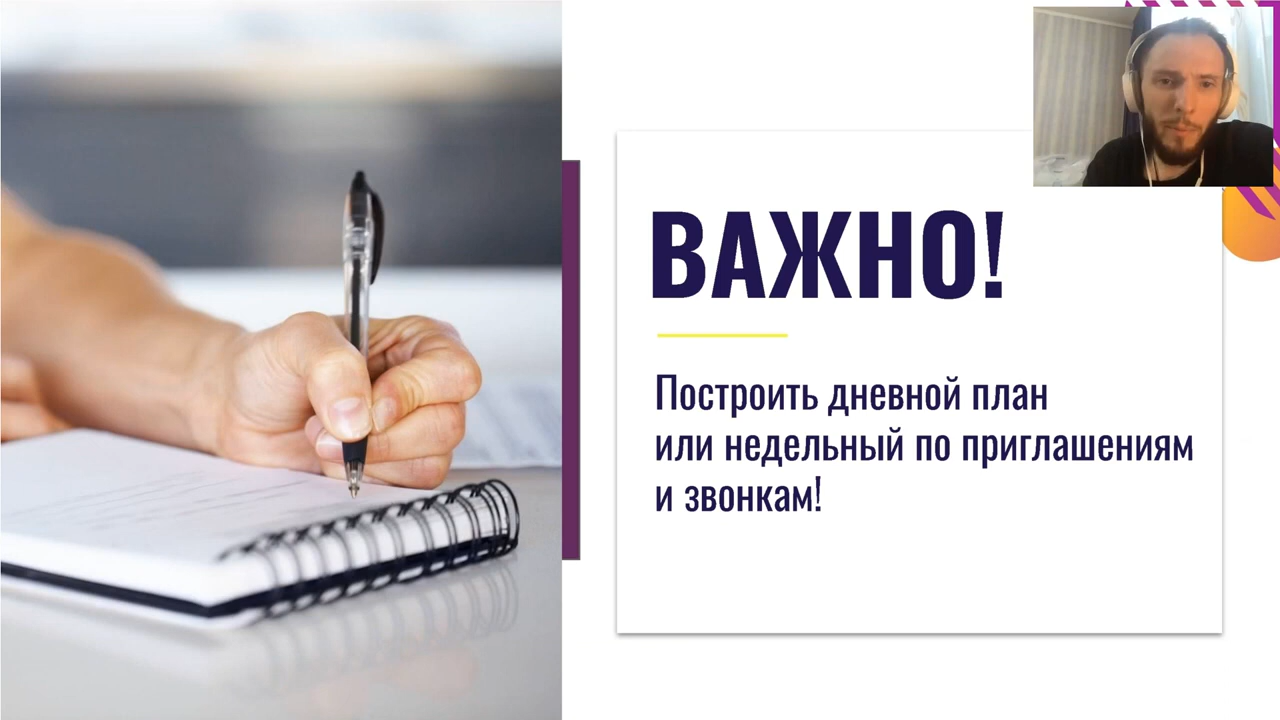 ВАЖНО!
Построить дневной план
или недельный по приглашениям
и звонкам!